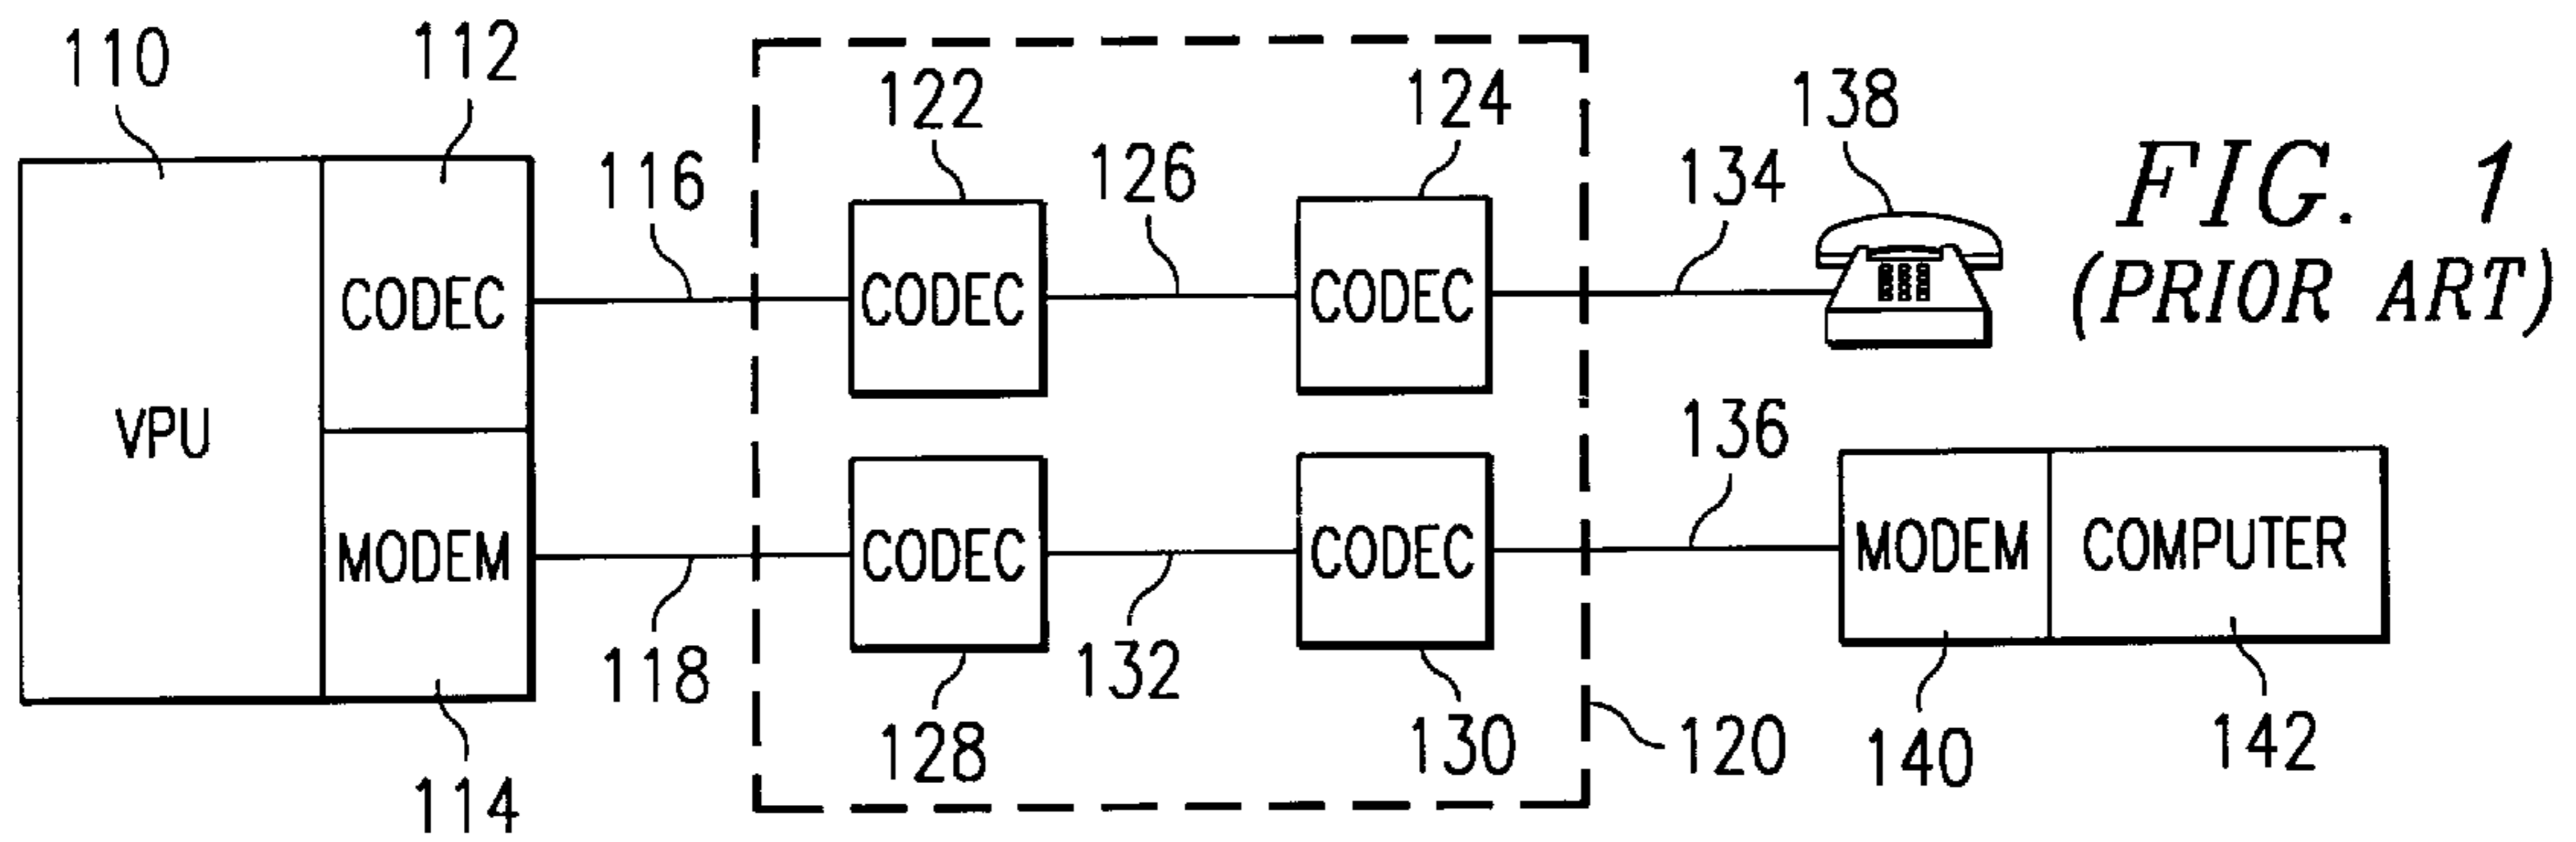 110
112
122
124
138
116
126
134
FIG. 1
(PRIOR ART)
CODEC
CODEC
CODEC
VPU
136
MODEM
CODEC
CODEC
MODEM
COMPUTER
118
132
128
130
120
140
142
114